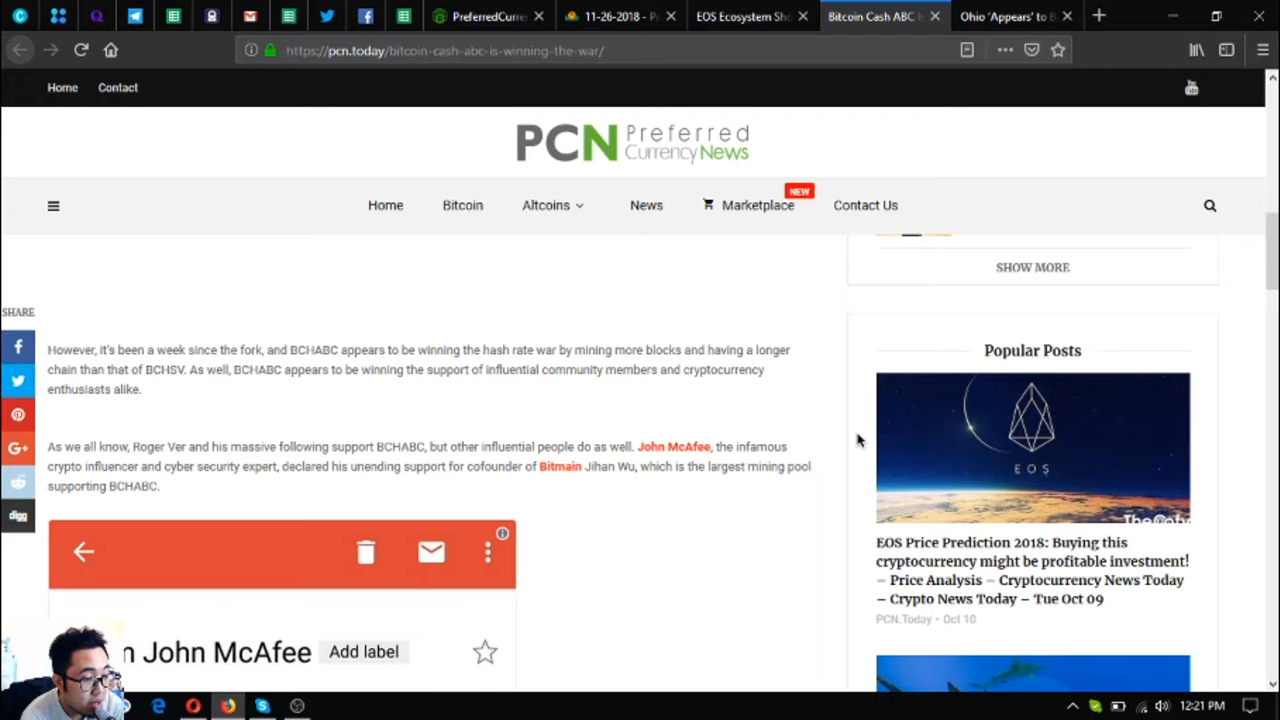 PreferredCurre
11-26-2018 - P
EOS Ecosystem Sho
Bitcoin Cash ABC
Ohio 'Appears' to B
https://pcn.today/bitcoin-cash-abc-is-winning-the-war/
Home Contact
You
PCN Preferred
Currency News
NEW
Home Bitcoin Altcoins News Marketplace Contact Us
SHOW MORE
SHARE
However, it's been a week since the fork, and BCHABC appears to be winning the hash rate war by mining more blocks and having a longer
chain than that of BCHSV. As well, BCHABC appears to be winning the support of influential community members and cryptocurrency
enthusiasts alike.
As we all know, Roger Ver and his massive following support BCHABC, but other influential people do as well. John McAfee, the infamous
crypto influencer and cyber security expert, declared his unending support for cofounder of Bitmain Jihan Wu, which is the largest mining pool
supporting BCHABC.
digg
n John McAfee Add label
Popular Posts
EOS
EOS Price Prediction 2018: Buying this
cryptocurrency might be profitable investment!
– Price Analysis – Cryptocurrency News Today
– Crypto News Today – Tue Oct 09
PCN.Today • Oct 10
12:21 PM